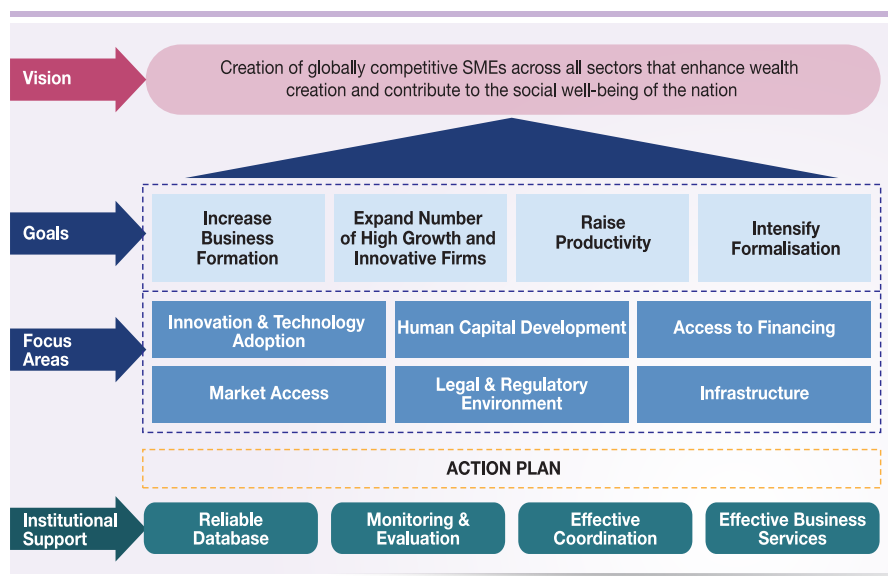 Vision
Creation of globally competitive SMEs across all sectors that enhance wealth
creation and contribute to the social well-being of the nation
Goals
Increase
Business
Formation
Expand Number
of High Growth and
Innovative Firms
Raise
Productivity
Intensify
Formalisation
Focus
Areas
Innovation & Technology
Adoption
Human Capital Development
Access to Financing
Market Access
Legal & Regulatory
Environment
Infrastructure
ACTION PLAN
Institutional
Support
Reliable
Database
Monitoring &
Evaluation
Effective
Coordination
Effective Business
Services